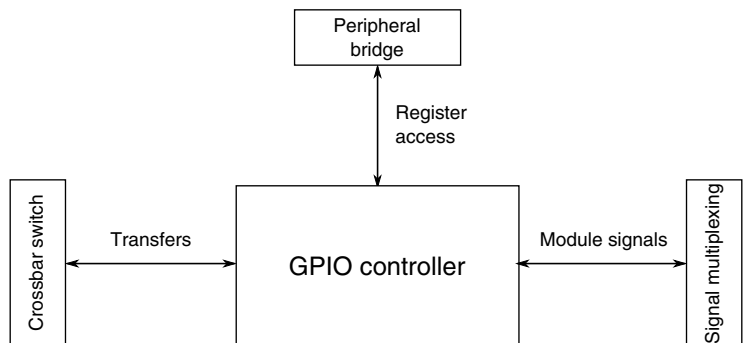 Peripheral
bridge
Register
access
Crossbar switch
Transfers
GPIO controller
Module signals
Signal multiplexing